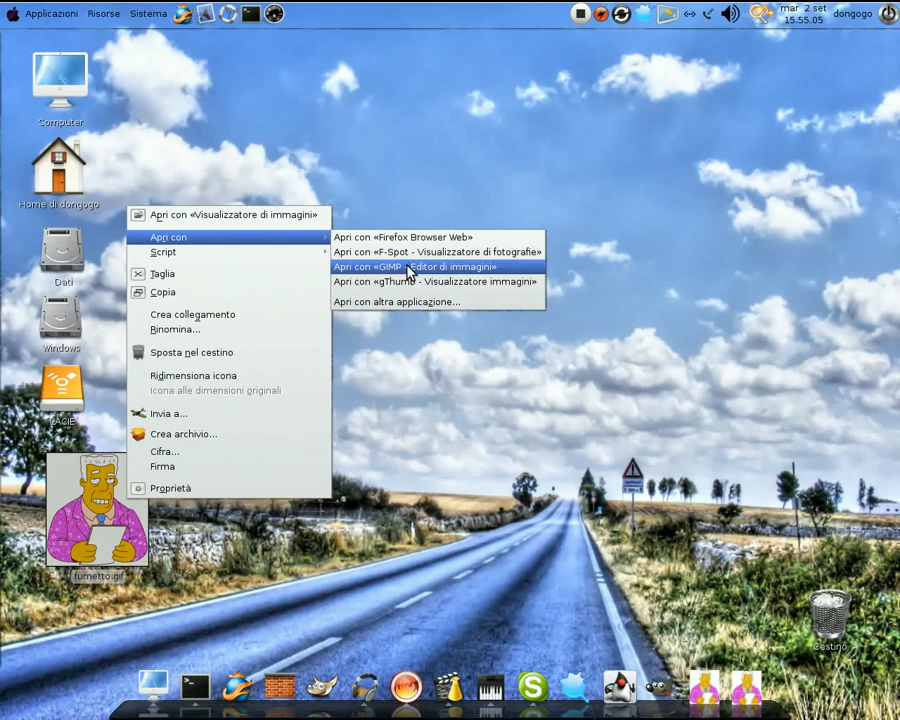 Applicazioni Risorse Sistema
mar 2 set
15.55.05
dongogo
Computer
Home di dongogo
Dati
Windows
LACIE
fumetto.gif
Apri con «Visualizzatore di immagini»
Apri con
Script
Taglia
Copia
Crea collegamento
Rinomina...
Sposta nel cestino
Ridimensiona icona
Icona alle dimensioni originali
Invia a...
Crea archivio...
Cifra...
Firma
Proprietà
Apri con «Firefox Browser Web»
Apri con «F-Spot - Visualizzatore di fotografie»
Apri con «GIMP - Editor di immagini»
Apri con «gThumb - Visualizzatore immagini»
Apri con altra applicazione...
Cestino